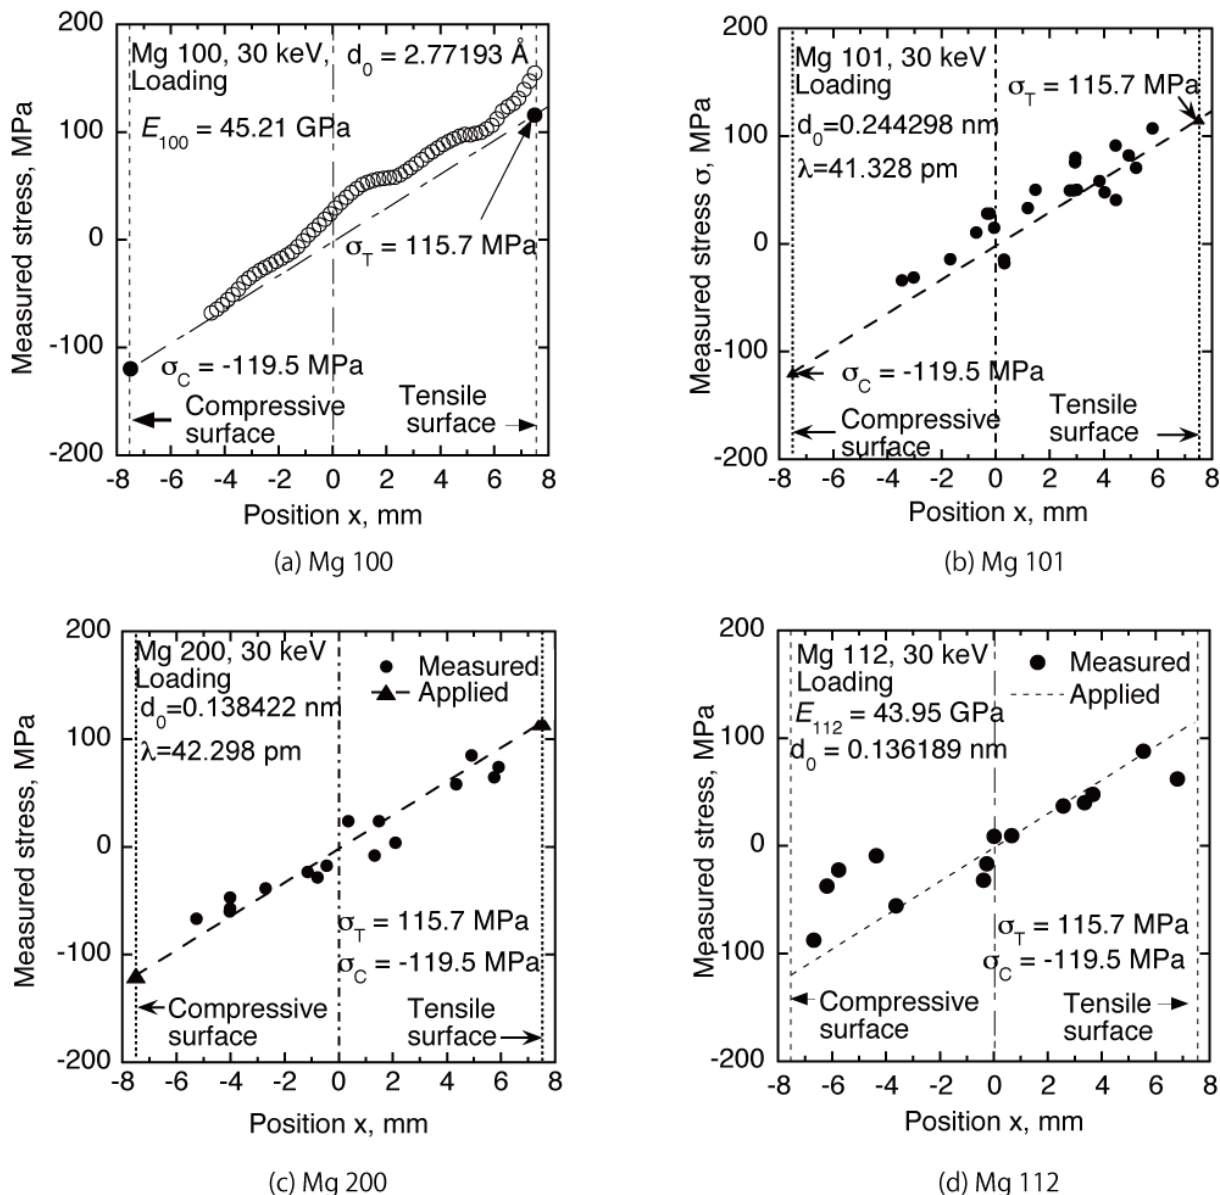 200
100
0
-100
-200
Measured stress, MPa
Mg 100, 30 keV,
Loading
d0 = 2.77193 Å
E100 = 45.21 GPa
σT = 115.7 MPa
σC = -119.5 MPa
Compressive
surface
Tensile
surface
-8 -6 -4 -2 0 2 4 6 8
Position x, mm
(a) Mg 100
200
100
0
-100
-200
Measured stress σ, MPa
Mg 101, 30 keV
Loading
σT = 115.7 MPa
d0=0.244298 nm
λ=41.328 pm
σC = -119.5 MPa
Compressive
surface
Tensile
surface
-8 -6 -4 -2 0 2 4 6 8
Position x, mm
(b) Mg 101
200
100
0
-100
-200
Measured stress, MPa
Mg 200, 30 keV
Loading
d0=0.138422 nm
λ=42.298 pm
Measured
Applied
σT = 115.7 MPa
σC = -119.5 MPa
Compressive
surface
Tensile
surface
-8 -6 -4 -2 0 2 4 6 8
Position x, mm
(c) Mg 200
200
100
0
-100
-200
Measured stress, MPa
Mg 112, 30 keV
Loading
E112 = 43.95 GPa
d0 = 0.136189 nm
Measured
Applied
σT = 115.7 MPa
σC = -119.5 MPa
Compressive
surface
Tensile
surface
-8 -6 -4 -2 0 2 4 6 8
Position x, mm
(d) Mg 112